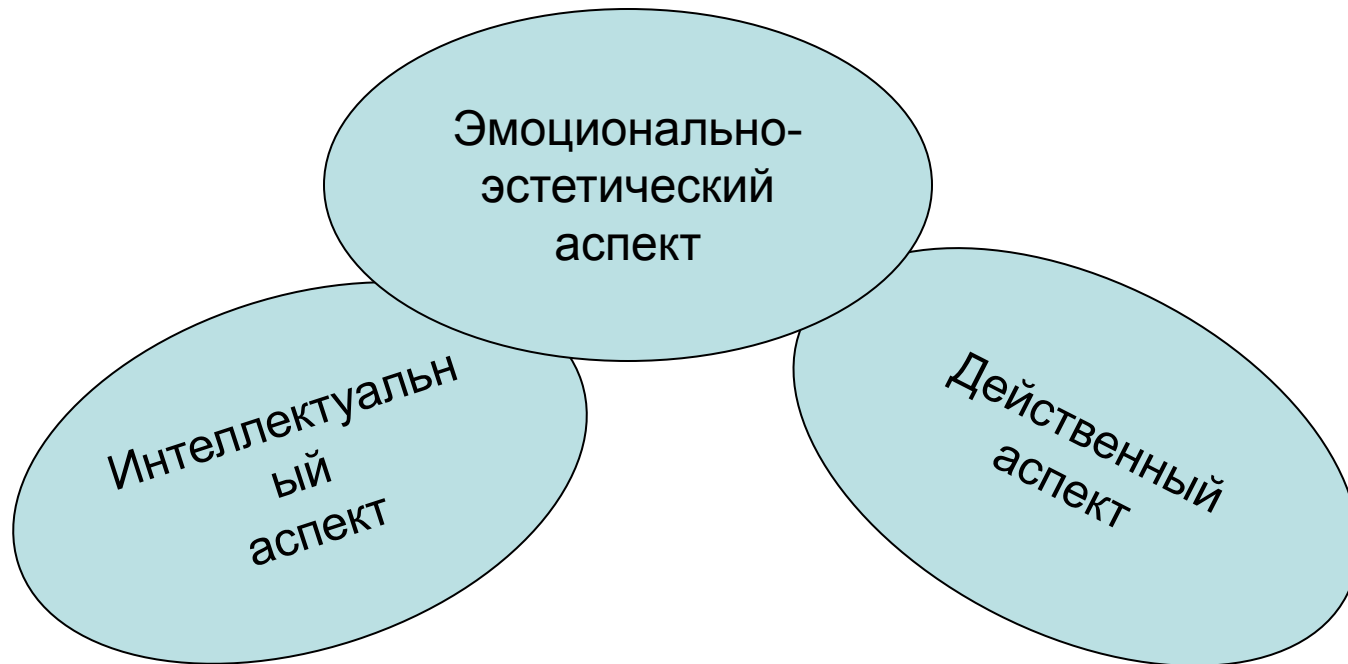 Эмоционально-
эстетический
аспект
Интеллектуальн
ый
аспект
Действенный
аспект